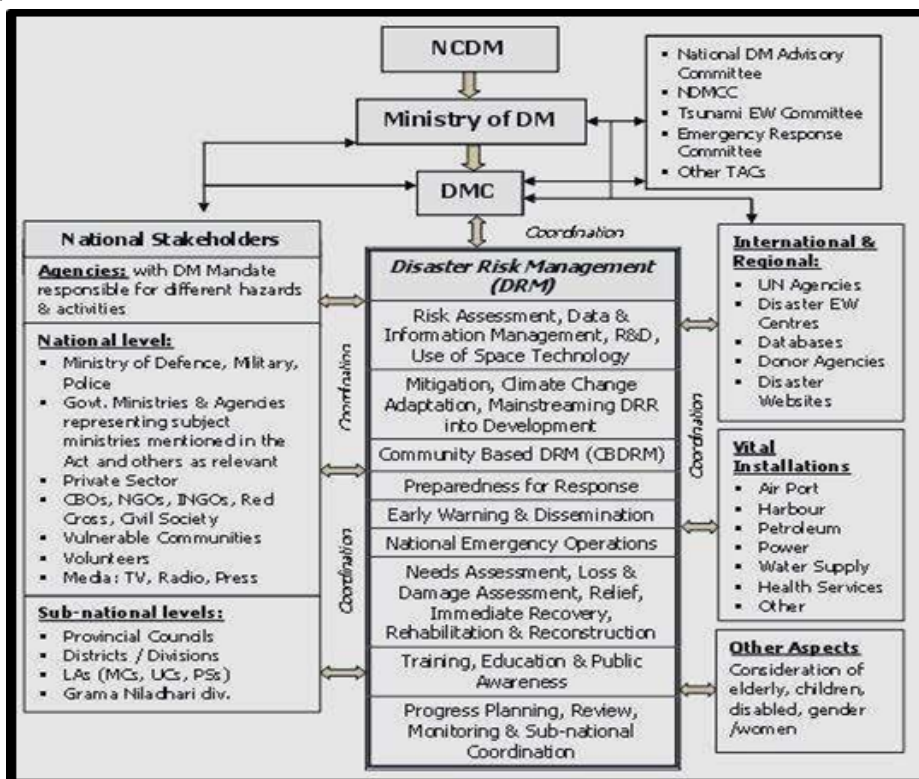 NCDM
Ministry of DM
DMC
▪ National DM Advisory
Committee
▪ NDMCC
▪ Tsunami EW Committee
▪ Emergency Response
Committee
▪ Other TACs
Coordination
National Stakeholders
Agencies: with DM Mandate
responsible for different hazards
& activities
National level:
▪ Ministry of Defence, Military,
Police
▪ Govt. Ministries & Agencies
representing subject
ministries mentioned in the
Act and others as relevant
▪ Private Sector
▪ CBOs, NGOs, INGOs, Red
Cross, Civil Society
▪ Vulnerable Communities
▪ Volunteers
▪ Media: TV, Radio, Press
Sub-national levels:
▪ Provincial Councils
▪ Districts / Divisions
▪ LAs (MCs, UCs, PSs)
▪ Grama Niladhari div.
Coordination
Coordination
Disaster Risk Management
(DRM)
Risk Assessment, Data &
Information Management, R&D,
Use of Space Technology
Mitigation, Climate Change
Adaptation, Mainstreaming DRR
into Development
Community Based DRM (CBDRM)
Preparedness for Response
Early Warning & Dissemination
National Emergency Operations
Needs Assessment, Loss &
Damage Assessment, Relief,
Immediate Recovery,
Rehabilitation & Reconstruction
Training, Education & Public
Awareness
Progress Planning, Review,
Monitoring & Sub-national
Coordination
Coordination
International &
Regional:
▪ UN Agencies
▪ Disaster EW
Centres
▪ Databases
▪ Donor Agencies
▪ Disaster
Websites
Vital
Installations
▪ Air Port
▪ Harbour
▪ Petroleum
▪ Power
▪ Water Supply
▪ Health Services
▪ Other
Other Aspects
Consideration of
elderly, children,
disabled, gender
/women